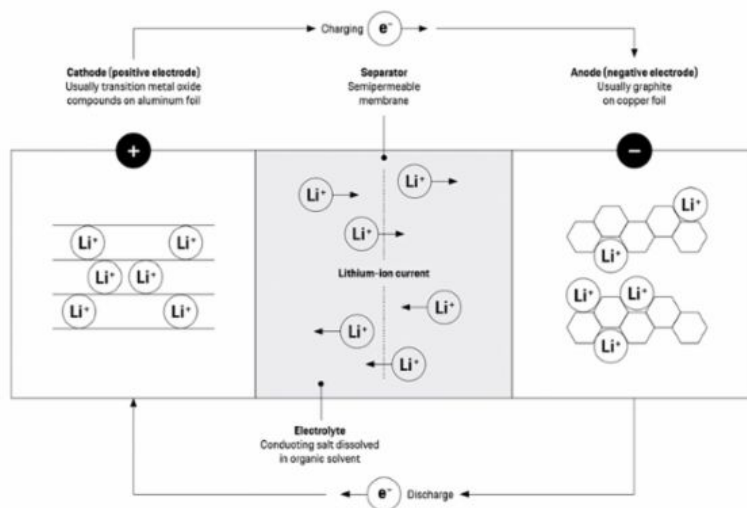 Charging e⁻
Cathode (positive electrode)
Usually transition metal oxide
compounds on aluminum foil
Separator
Semipermeable
membrane
Anode (negative electrode)
Usually graphite
on copper foil
+
−
Li⁺
Li⁺
Li⁺
Li⁺
Li⁺ Li⁺
Li⁺ Li⁺
Li⁺ Li⁺
Li⁺
Li⁺
Lithium-ion current
Li⁺ Li⁺
Li⁺
Li⁺
Li⁺
Li⁺
Electrolyte
Conducting salt dissolved
in organic solvent
e⁻ Discharge